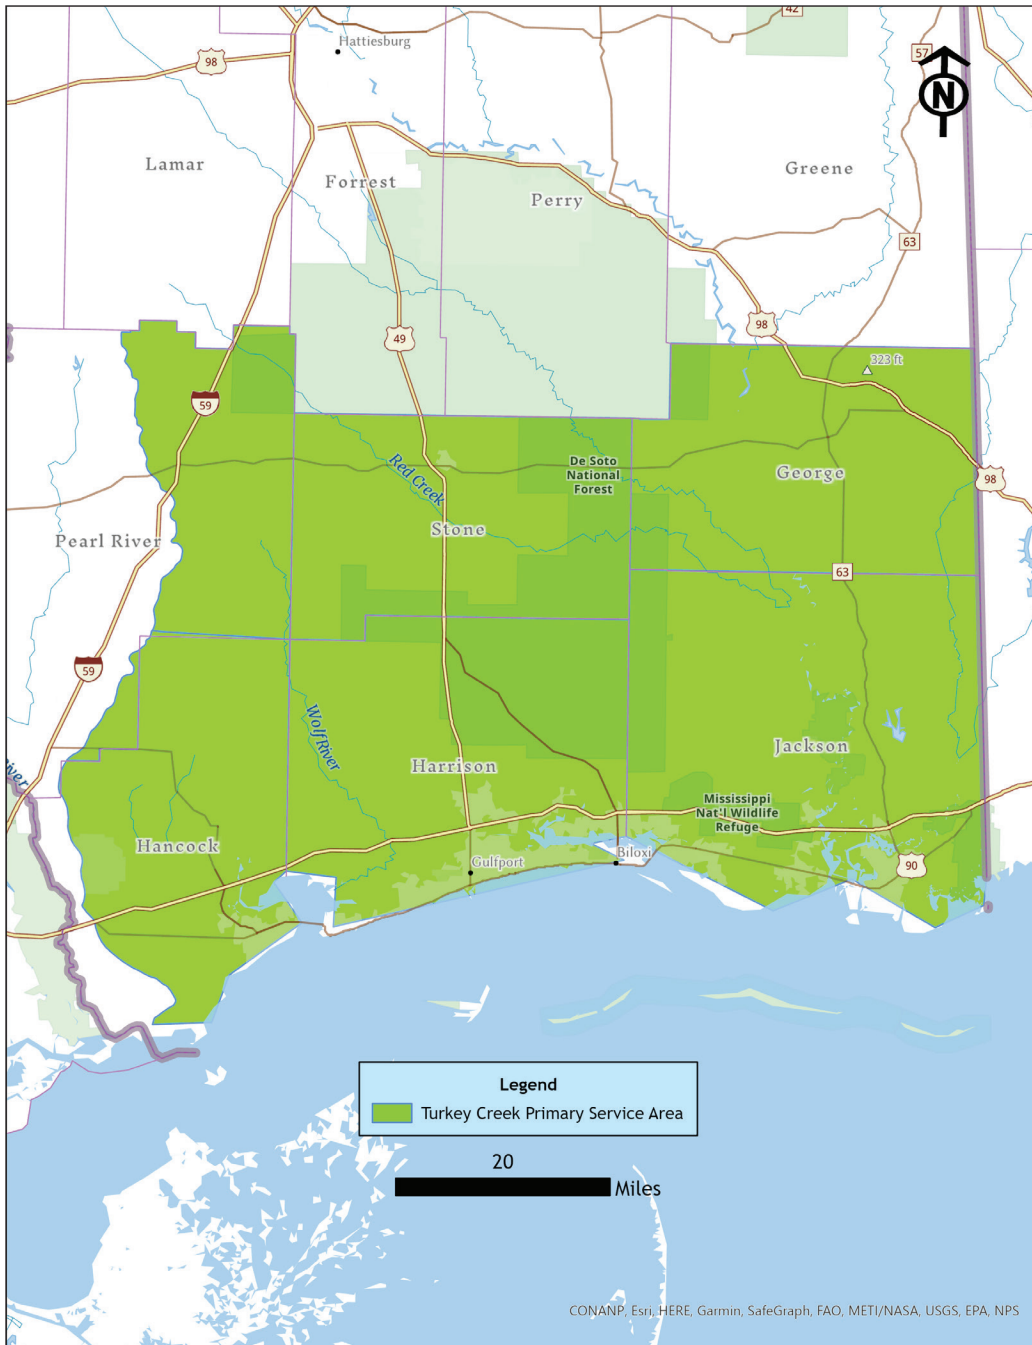 42
Hattiesburg
98
57
N
Lamar
Forrest
Perry
Greene
63
98
49
323 ft
59
Red Creek
De Soto
National
Forest
George
98
Stone
Pearl River
63
59
Wolf River
Harrison
Jackson
Mississippi
Nat'l Wildlife
Refuge
Hancock
Gulfport
Biloxi
90
Legend
Turkey Creek Primary Service Area
20
Miles
CONANP, Esri, HERE, Garmin, SafeGraph, FAO, METI/NASA, USGS, EPA, NPS